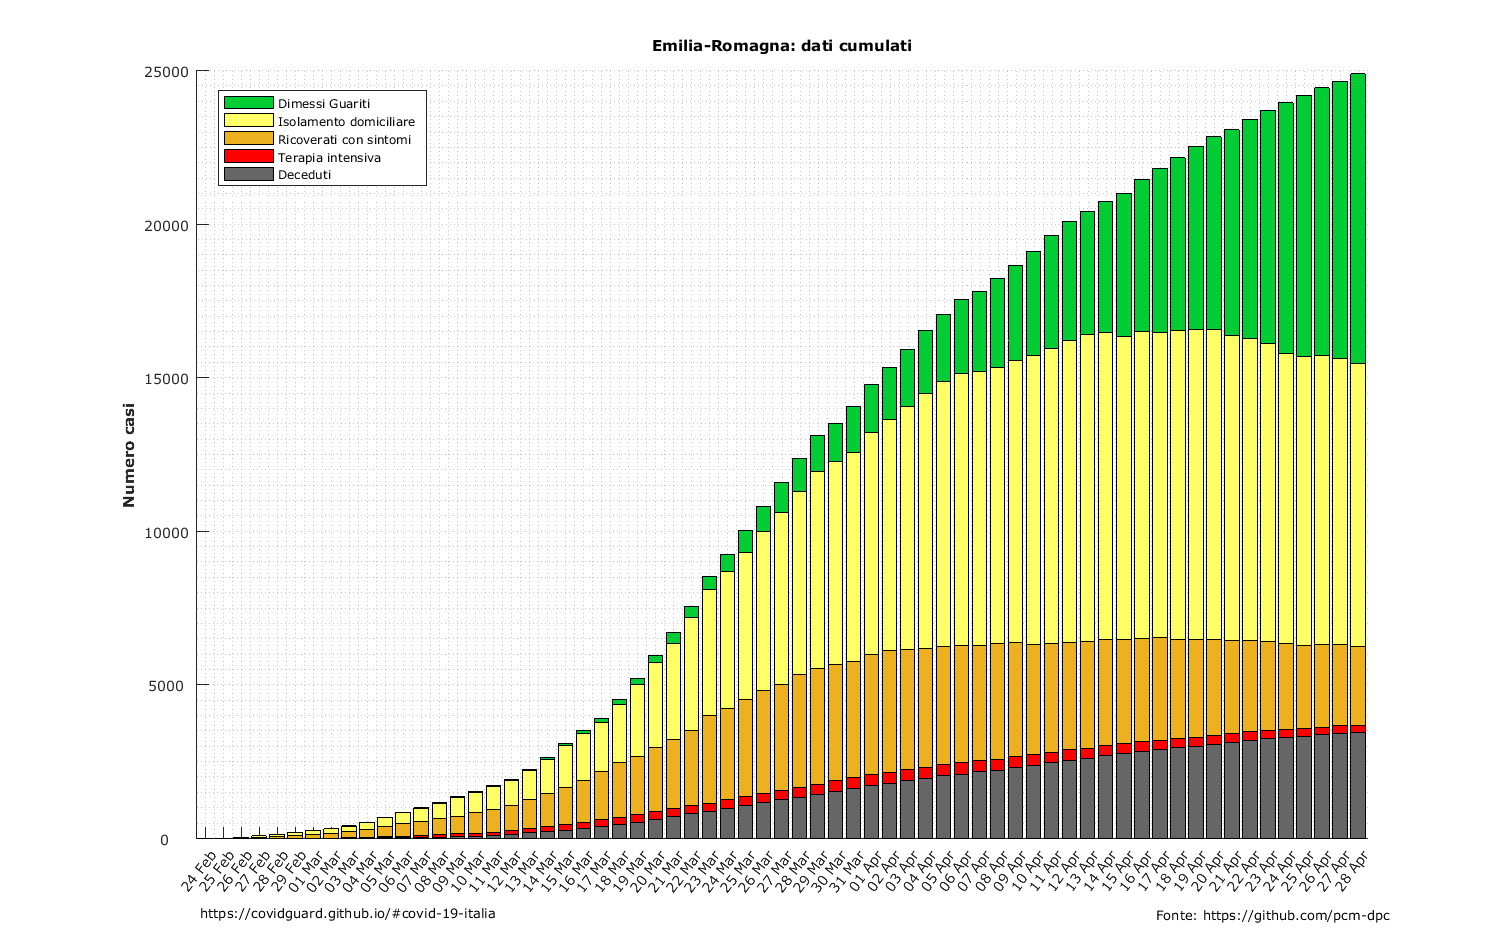 Emilia-Romagna: dati cumulati
25000
20000
15000
10000
5000
0
Numero casi
Dimessi Guariti
Isolamento domiciliare
Ricoverati con sintomi
Terapia intensiva
Deceduti
24 Feb
25 Feb
26 Feb
27 Feb
28 Feb
29 Feb
01 Mar
02 Mar
03 Mar
04 Mar
05 Mar
06 Mar
07 Mar
08 Mar
09 Mar
10 Mar
11 Mar
12 Mar
13 Mar
14 Mar
15 Mar
16 Mar
17 Mar
18 Mar
19 Mar
20 Mar
21 Mar
22 Mar
23 Mar
24 Mar
25 Mar
26 Mar
27 Mar
28 Mar
29 Mar
30 Mar
31 Mar
01 Apr
02 Apr
03 Apr
04 Apr
05 Apr
06 Apr
07 Apr
08 Apr
09 Apr
10 Apr
11 Apr
12 Apr
13 Apr
14 Apr
15 Apr
16 Apr
17 Apr
18 Apr
19 Apr
20 Apr
21 Apr
22 Apr
23 Apr
24 Apr
25 Apr
26 Apr
27 Apr
28 Apr
https://covidguard.github.io/#covid-19-italia
Fonte: https://github.com/pcm-dpc